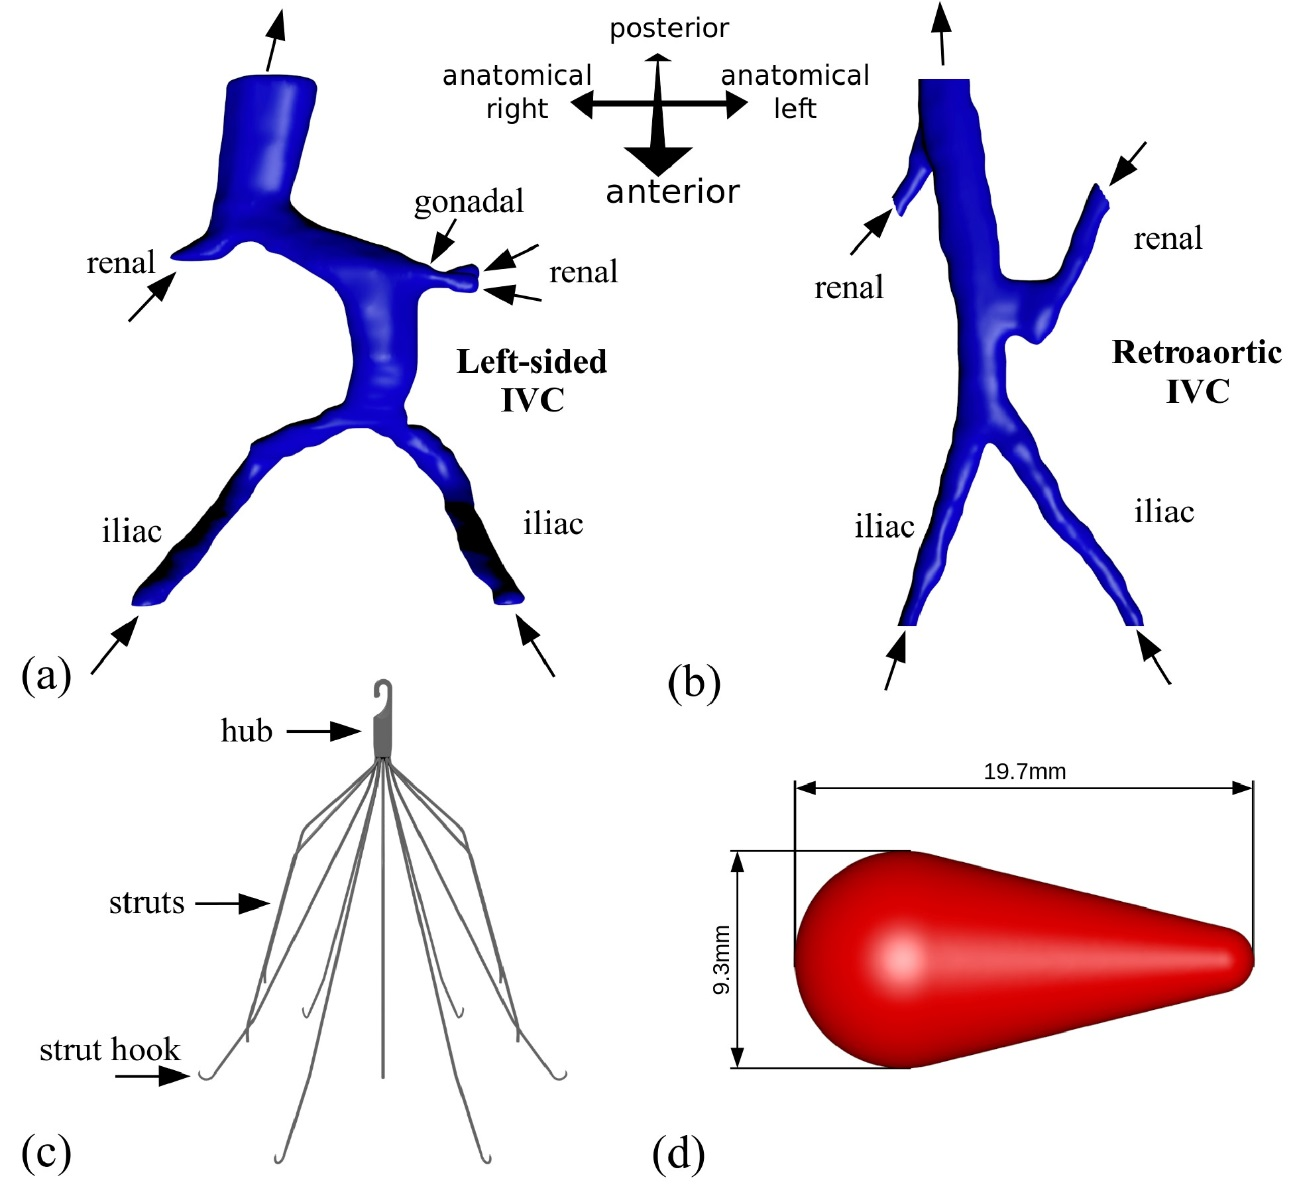 posterior
anatomical
right
anatomical
left
anterior
gonadal
renal
renal
Left-sided
IVC
iliac
iliac
(a)
renal
renal
Retroaortic
IVC
iliac
iliac
(b)
hub
struts
strut hook
(c)
19.7mm
9.3mm
(d)